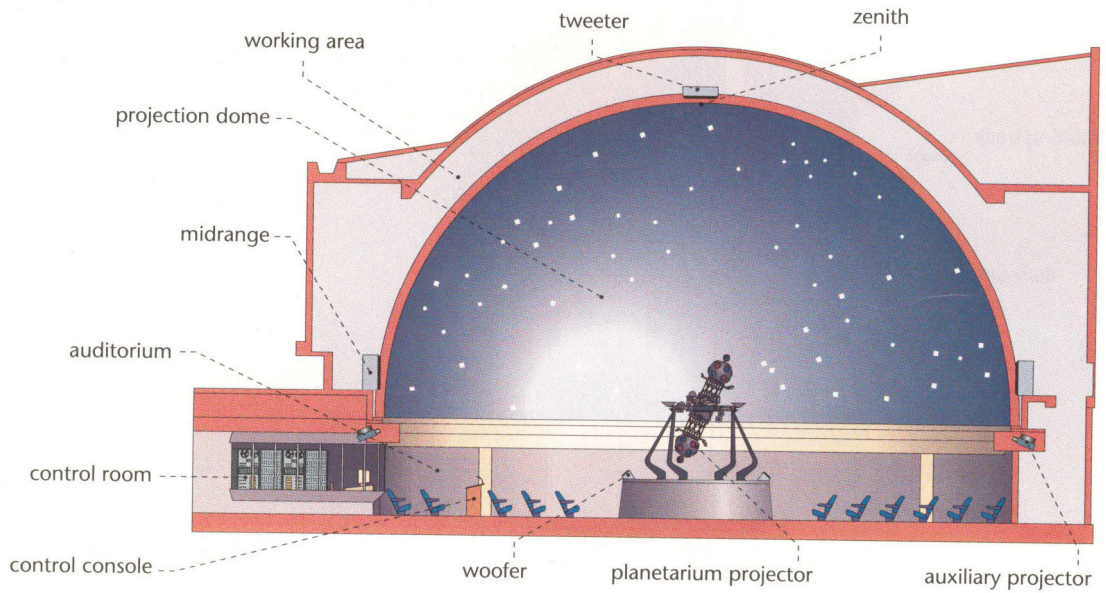 tweeter
zenith
working area
projection dome
midrange
auditorium
control room
control console
woofer
planetarium projector
auxiliary projector